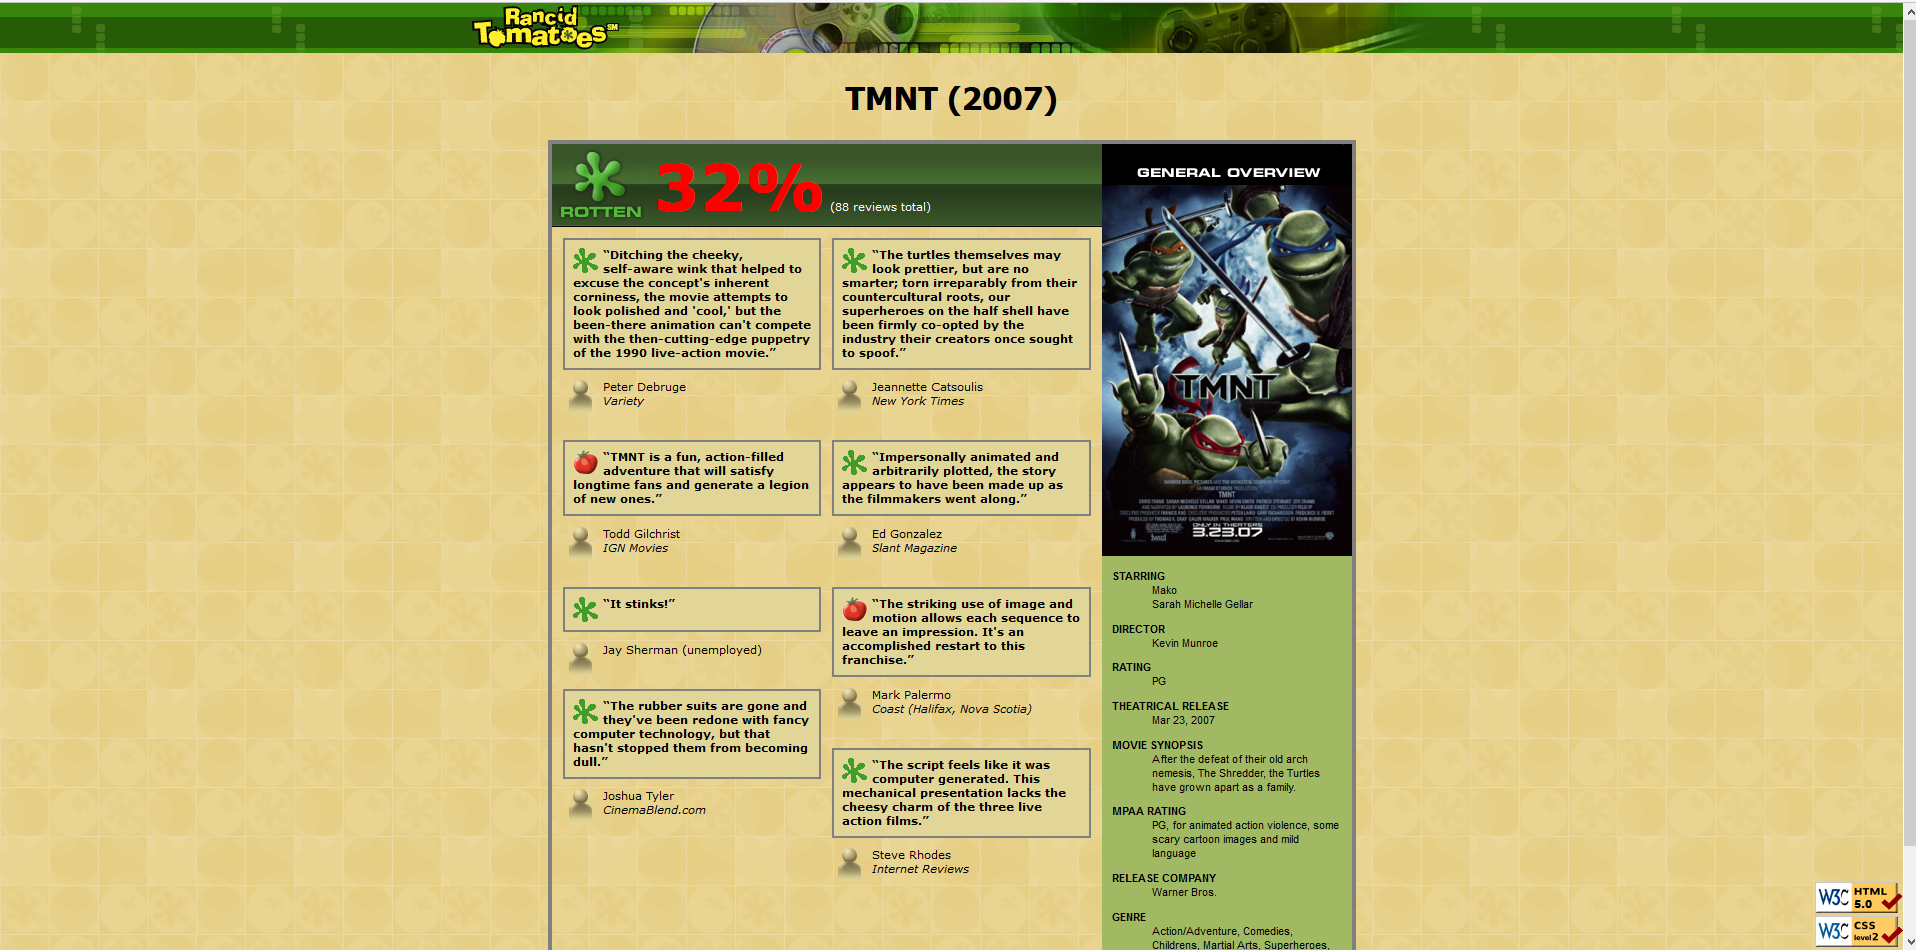 Rancid
Tomatoes SM
TMNT (2007)
ROTTEN
32% (88 reviews total)
“Ditching the cheeky,
self-aware wink that helped to
excuse the concept's inherent
corniness, the movie attempts to
look polished and 'cool,' but the
been-there animation can't compete
with the then-cutting-edge puppetry
of the 1990 live-action movie.”
Peter Debruge
Variety
“TMNT is a fun, action-filled
adventure that will satisfy
longtime fans and generate a legion
of new ones.”
Todd Gilchrist
IGN Movies
“It stinks!”
Jay Sherman (unemployed)
“The rubber suits are gone and
they've been redone with fancy
computer technology, but that
hasn't stopped them from becoming
dull.”
Joshua Tyler
CinemaBlend.com
“The turtles themselves may
look prettier, but are no
smarter; torn irreparably from their
countercultural roots, our
superheroes on the half shell have
been firmly co-opted by the
industry their creators once sought
to spoof.”
Jeannette Catsoulis
New York Times
“Impersonally animated and
arbitrarily plotted, the story
appears to have been made up as
the filmmakers went along.”
Ed Gonzalez
Slant Magazine
“The striking use of image and
motion allows each sequence to
leave an impression. It's an
accomplished restart to this
franchise.”
Mark Palermo
Coast (Halifax, Nova Scotia)
“The script feels like it was
computer generated. This
mechanical presentation lacks the
cheesy charm of the three live
action films.”
Steve Rhodes
Internet Reviews
GENERAL OVERVIEW
TMNT
TMNT
ONLY IN THEATERS
3.23.07
STARRING
Mako
Sarah Michelle Gellar
DIRECTOR
Kevin Munroe
RATING
PG
THEATRICAL RELEASE
Mar 23, 2007
MOVIE SYNOPSIS
After the defeat of their old arch
nemesis, The Shredder, the Turtles
have grown apart as a family.
MPAA RATING
PG, for animated action violence, some
scary cartoon images and mild
language
RELEASE COMPANY
Warner Bros.
GENRE
Action/Adventure, Comedies,
Childrens, Martial Arts, Superheroes,
W3C HTML 5.0
W3C CSS level 2